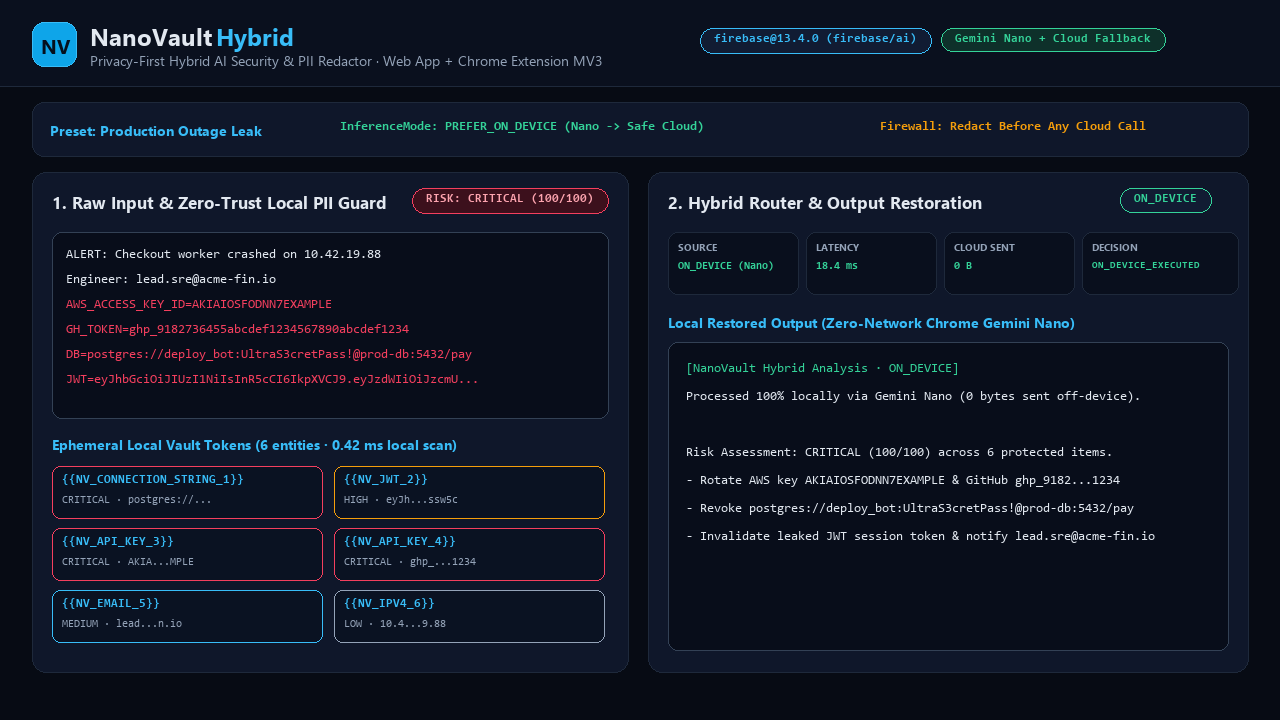 NV
NanoVault Hybrid
Privacy-First Hybrid AI Security & PII Redactor · Web App + Chrome Extension MV3
firebase@13.4.0 (firebase/ai)
Gemini Nano + Cloud Fallback
Preset: Production Outage Leak
InferenceMode: PREFER_ON_DEVICE (Nano -> Safe Cloud)
Firewall: Redact Before Any Cloud Call
1. Raw Input & Zero-Trust Local PII Guard
RISK: CRITICAL (100/100)
ALERT: Checkout worker crashed on 10.42.19.88
Engineer: lead.sre@acme-fin.io
AWS_ACCESS_KEY_ID=AKIAIOSFODNN7EXAMPLE
GH_TOKEN=ghp_9182736455abcdef1234567890abcdef1234
DB=postgres://deploy_bot:UltraS3cretPass!@prod-db:5432/pay
JWT=eyJhbGciOiJIUzI1NiIsInR5cCI6IkpXVCJ9.eyJzdWIiOiJzcmU...
Ephemeral Local Vault Tokens (6 entities · 0.42 ms local scan)
{{NV_CONNECTION_STRING_1}}
CRITICAL · postgres://...
{{NV_JWT_2}}
HIGH · eyJh...ssw5c
{{NV_API_KEY_3}}
CRITICAL · AKIA...MPLE
{{NV_API_KEY_4}}
CRITICAL · ghp_...1234
{{NV_EMAIL_5}}
MEDIUM · lead...n.io
{{NV_IPV4_6}}
LOW · 10.4...9.88
2. Hybrid Router & Output Restoration
ON_DEVICE
SOURCE
ON_DEVICE (Nano)
LATENCY
18.4 ms
CLOUD SENT
0 B
DECISION
ON_DEVICE_EXECUTED
Local Restored Output (Zero-Network Chrome Gemini Nano)
[NanoVault Hybrid Analysis · ON_DEVICE]
Processed 100% locally via Gemini Nano (0 bytes sent off-device).
Risk Assessment: CRITICAL (100/100) across 6 protected items.
- Rotate AWS key AKIAIOSFODNN7EXAMPLE & GitHub ghp_9182...1234
- Revoke postgres://deploy_bot:UltraS3cretPass!@prod-db:5432/pay
- Invalidate leaked JWT session token & notify lead.sre@acme-fin.io